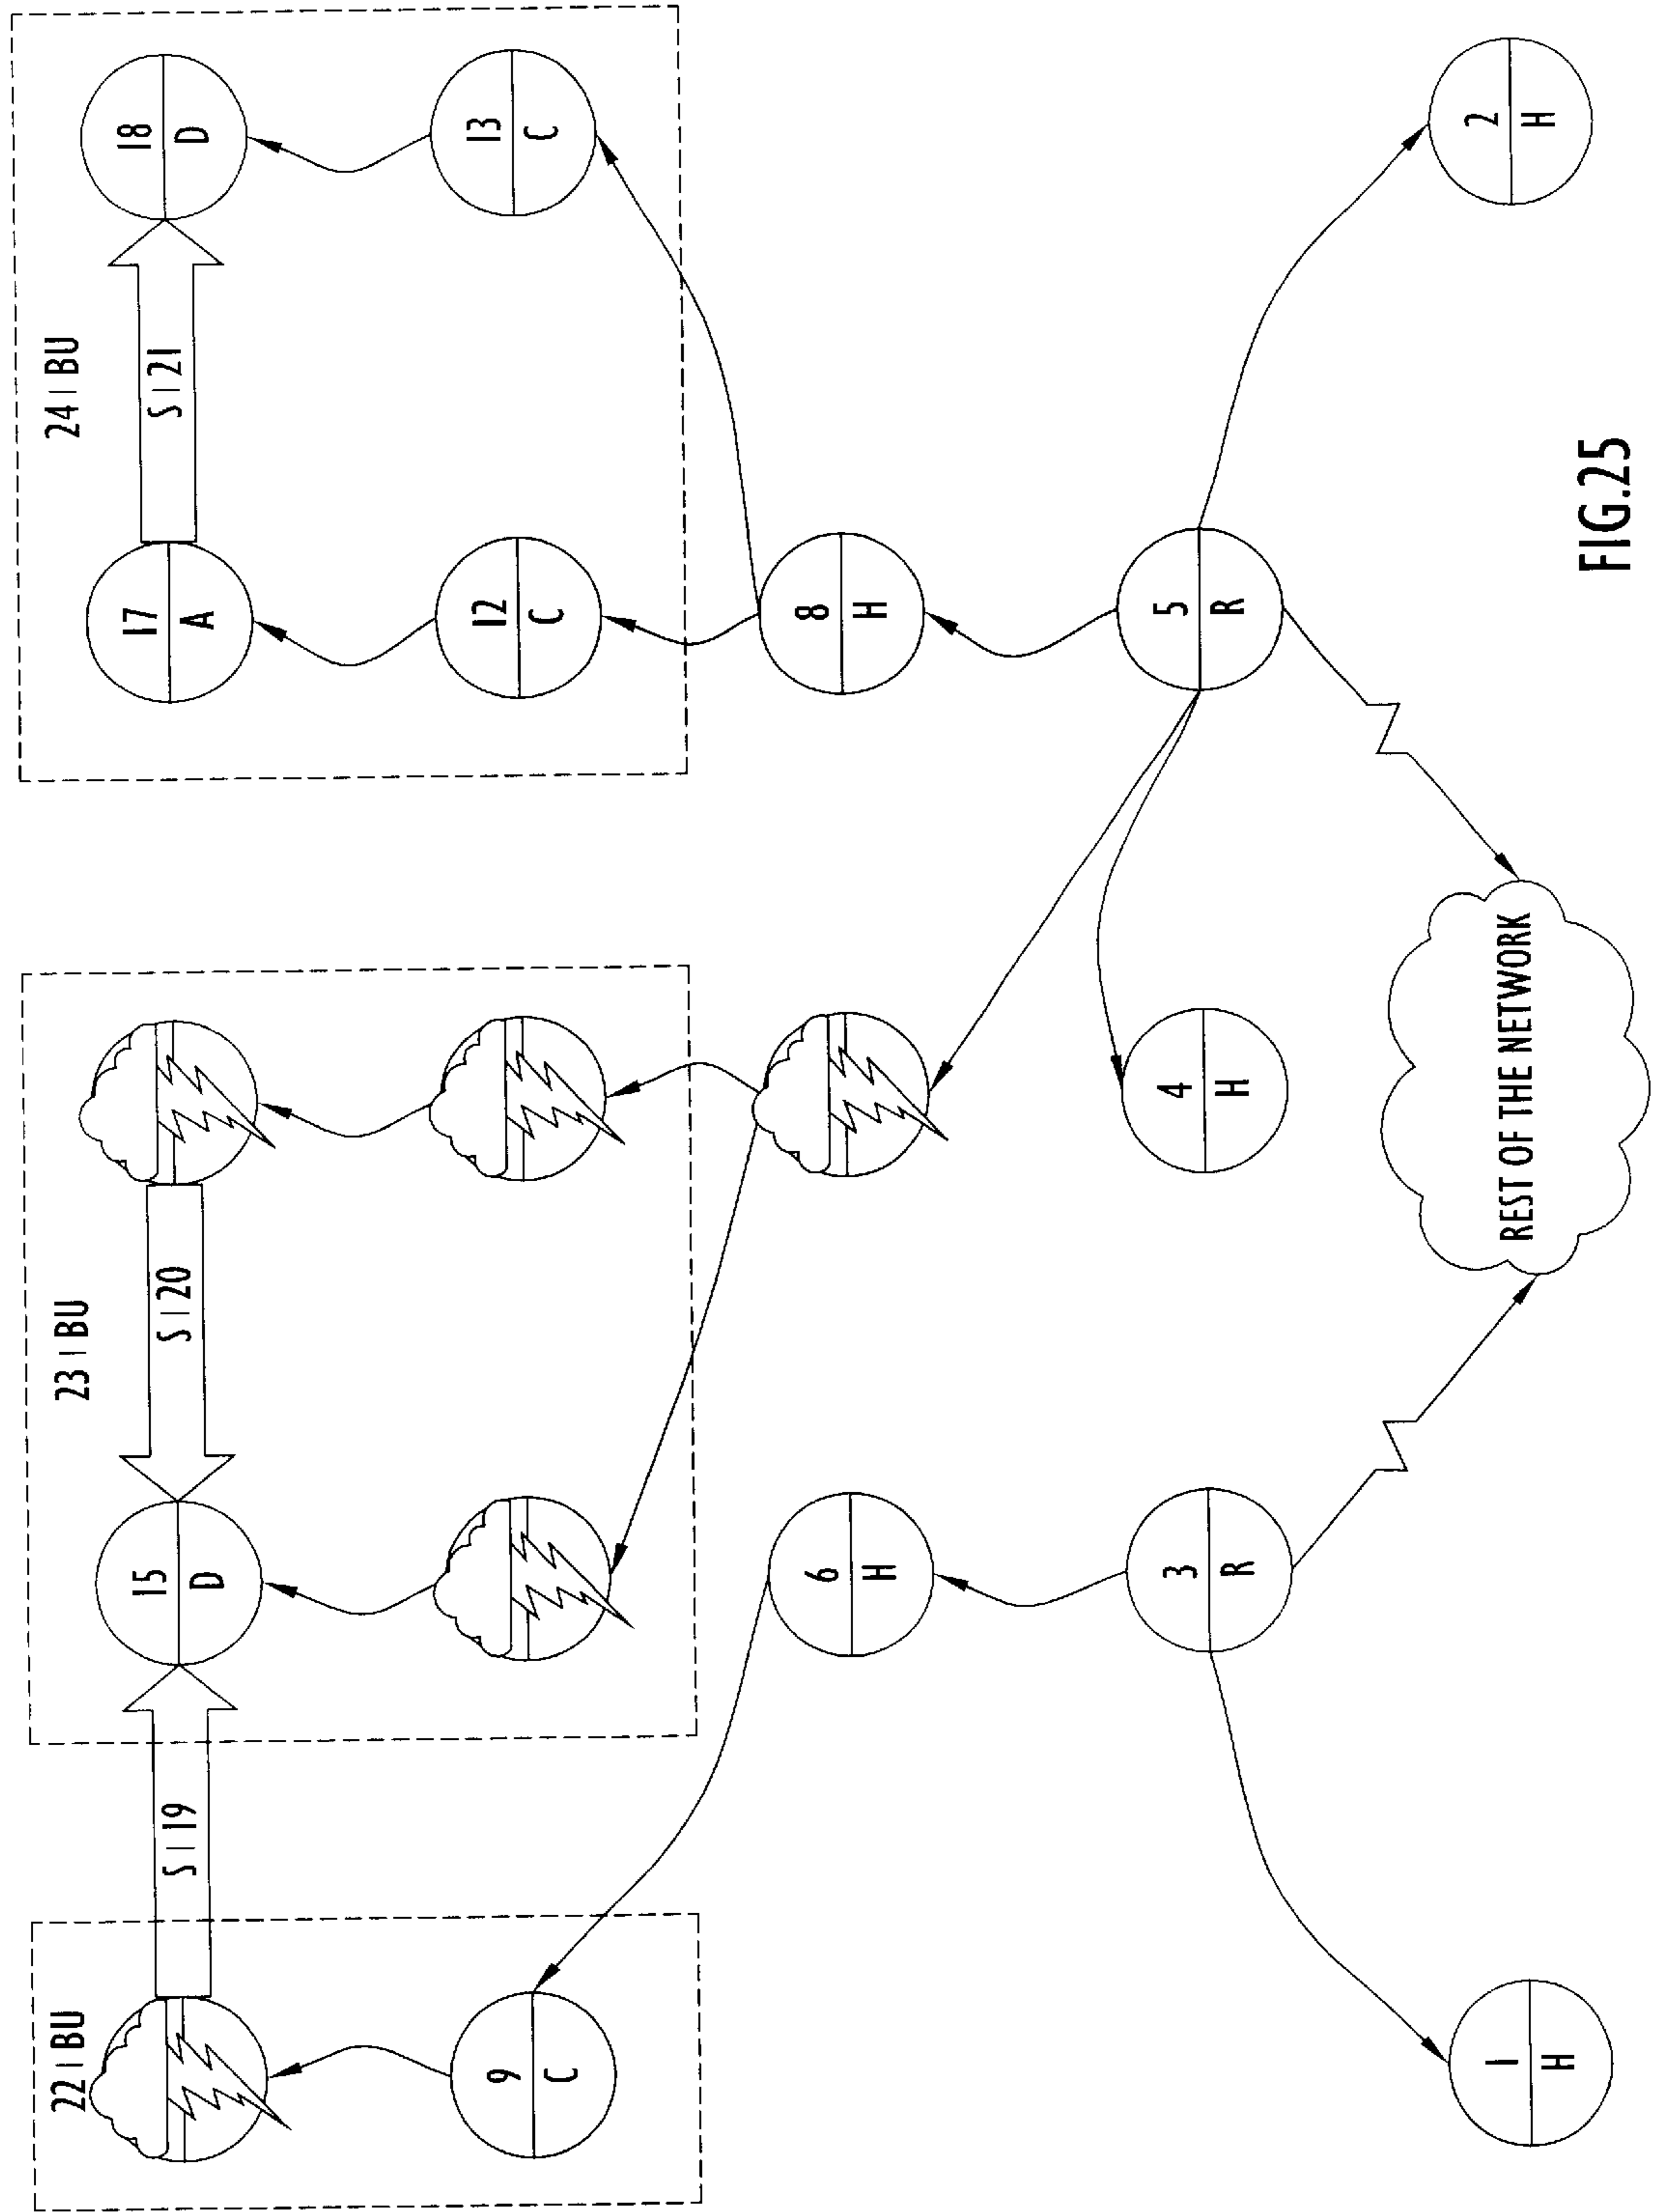 22|BU
23|BU
24|BU
S|19
15
D
S|20
17
A
S|21
18
D
9
C
12
C
13
C
6
H
8
H
3
R
4
H
5
R
1
H
REST OF THE NETWORK
2
H
FIG.25